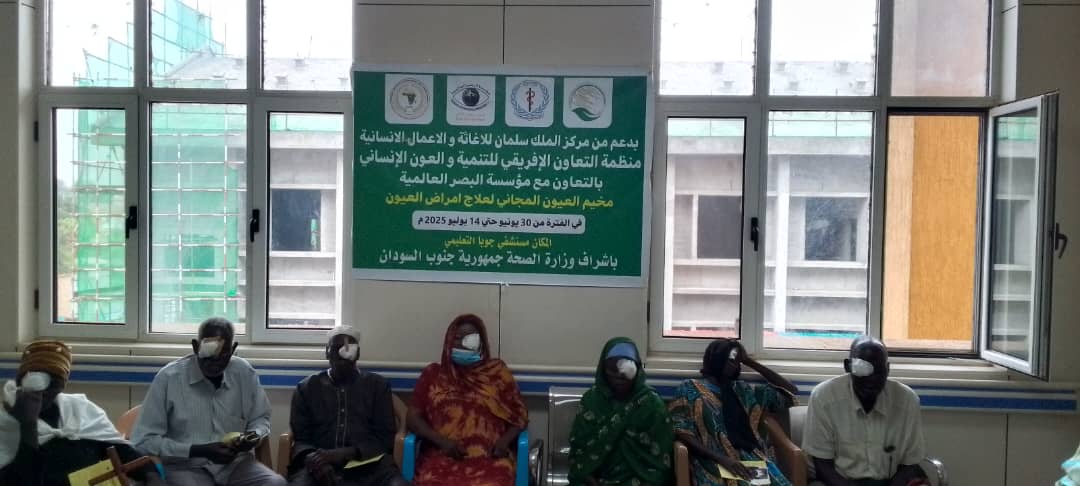 بدعم من مركز الملك سلمان للاغاثة و الاعمال الانسانية
منظمة التعاون الإفريقي للتنمية و العون الإنساني
بالتعاون مع مؤسسة البصر العالمية
مخيم العيون المجاني لعلاج امراض العيون
في الفترة من 30 يونيو حتي 14 يوليو 2025 م
المكان مستشفي جوبا التعليمي
باشراف وزارة الصحة جمهورية جنوب السودان